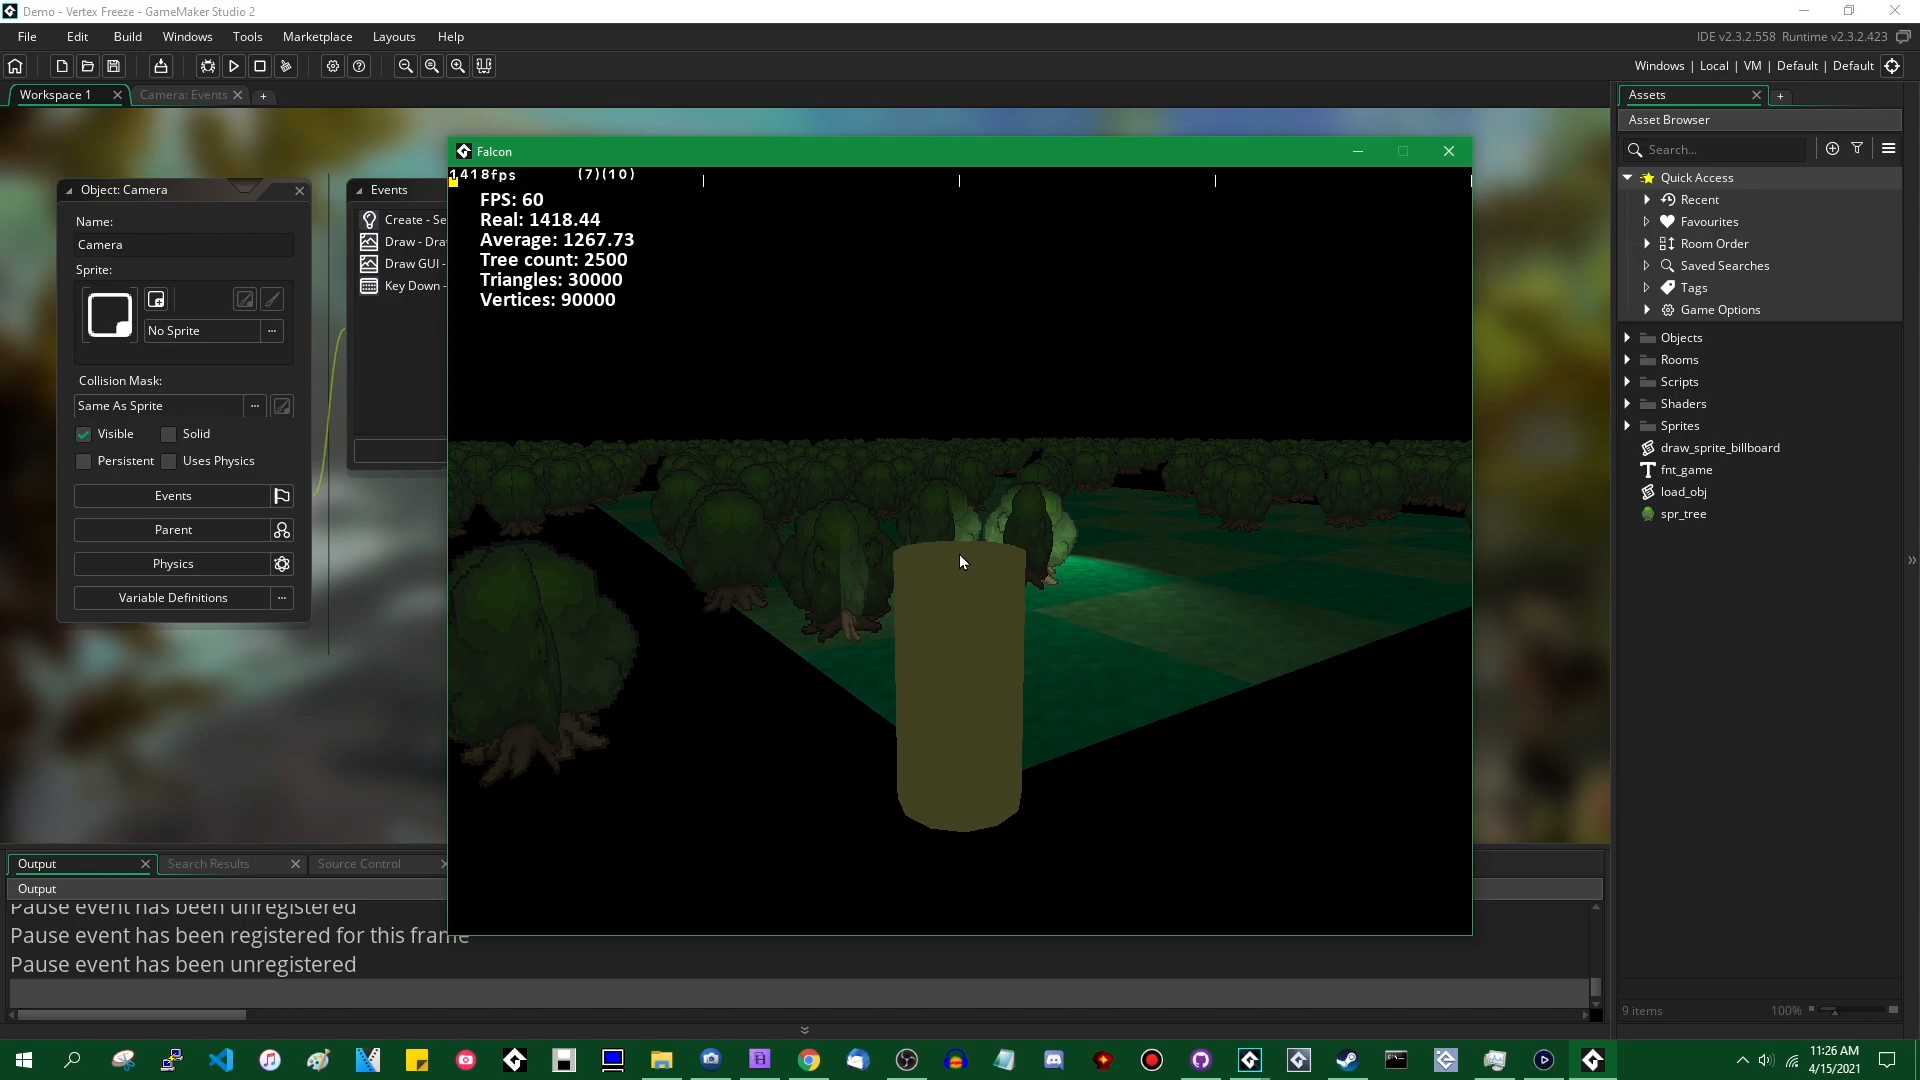 Demo - Vertex Freeze - GameMaker Studio 2
File Edit Build Windows Tools Marketplace Layouts Help
IDE v2.3.2.558 Runtime v2.3.2.423
Windows | Local | VM | Default | Default
Workspace 1
Camera: Events
Assets
Asset Browser
Search...
Quick Access
Recent
Favourites
Room Order
Saved Searches
Tags
Game Options
Objects
Rooms
Scripts
Shaders
Sprites
draw_sprite_billboard
fnt_game
load_obj
spr_tree
9 items
100%
Object: Camera
Name:
Camera
Sprite:
No Sprite
Collision Mask:
Same As Sprite
Visible
Solid
Persistent
Uses Physics
Events
Parent
Physics
Variable Definitions
Events
Create - Se
Draw - Dra
Draw GUI -
Key Down -
Falcon
1418fps (7)(10)
FPS: 60
Real: 1418.44
Average: 1267.73
Tree count: 2500
Triangles: 30000
Vertices: 90000
Output
Search Results
Source Control
Output
Pause event has been unregistered
Pause event has been registered for this frame
Pause event has been unregistered
11:26 AM
4/15/2021